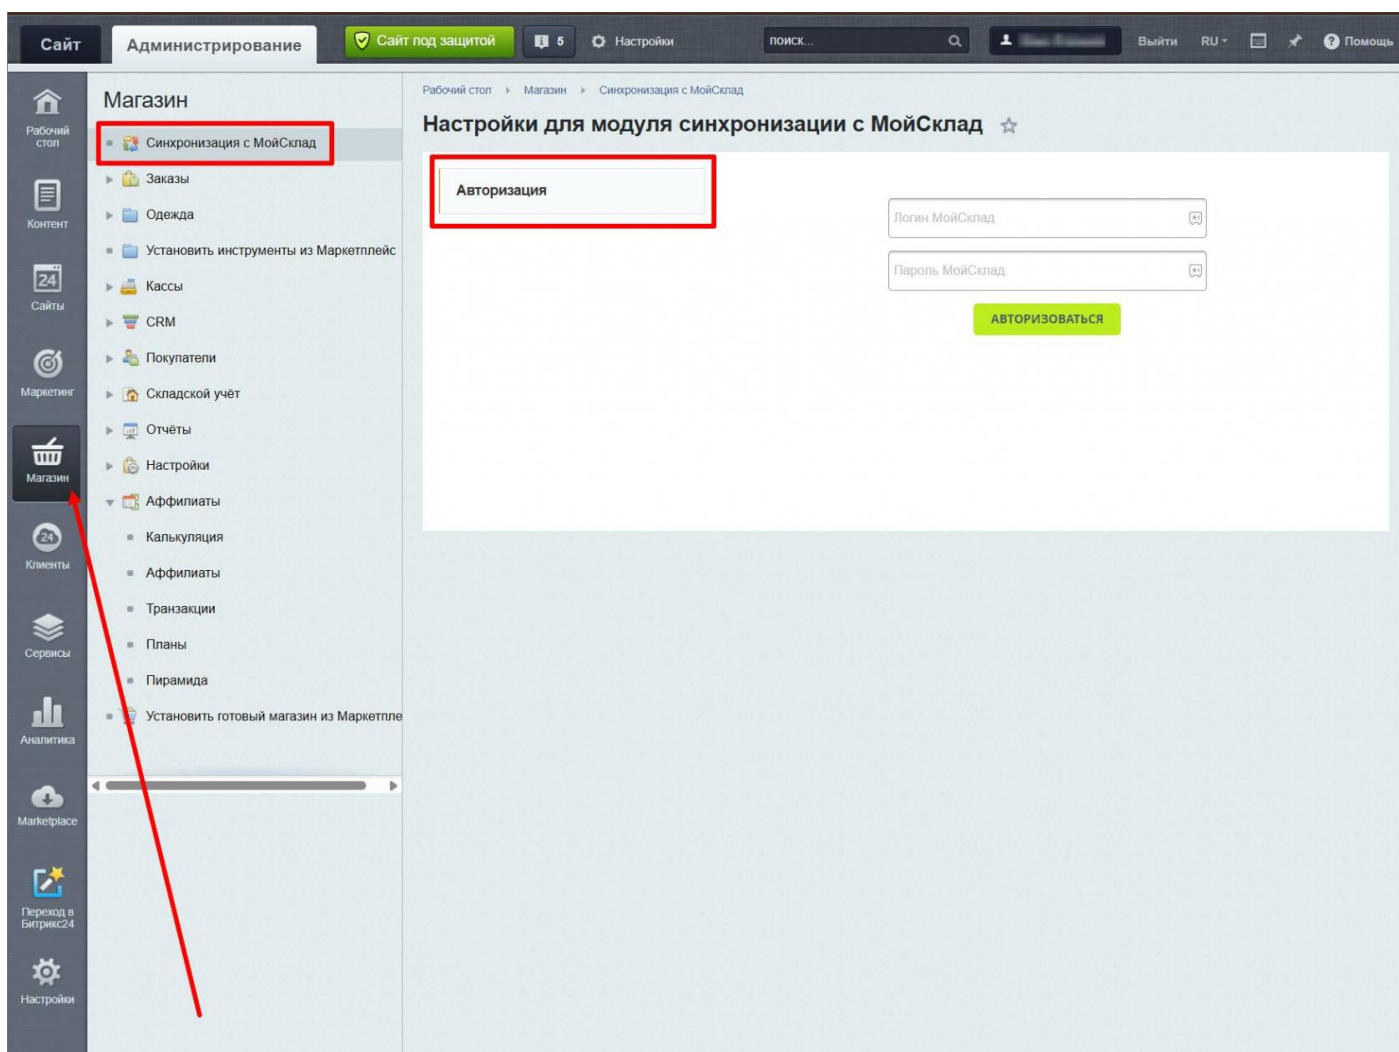 Сайт
Администрирование
Сайт под защитой
5
Настройки
поиск...
Выйти
RU
Помощь
Рабочий стол
Контент
24
Сайты
Маркетинг
Магазин
24
Клиенты
Сервисы
Аналитика
Marketplace
Переход в
Битрикс24
Настройки
Магазин
Синхронизация с МойСклад
Заказы
Одежда
Установить инструменты из Маркетплейс
Кассы
CRM
Покупатели
Складской учёт
Отчёты
Настройки
Аффилиаты
Калькуляция
Аффилиаты
Транзакции
Планы
Пирамида
Установить готовый магазин из Маркетпле
Рабочий стол Магазин Синхронизация с МойСклад
Настройки для модуля синхронизации с МойСклад
Авторизация
Логин МойСклад
Пароль МойСклад
АВТОРИЗОВАТЬСЯ